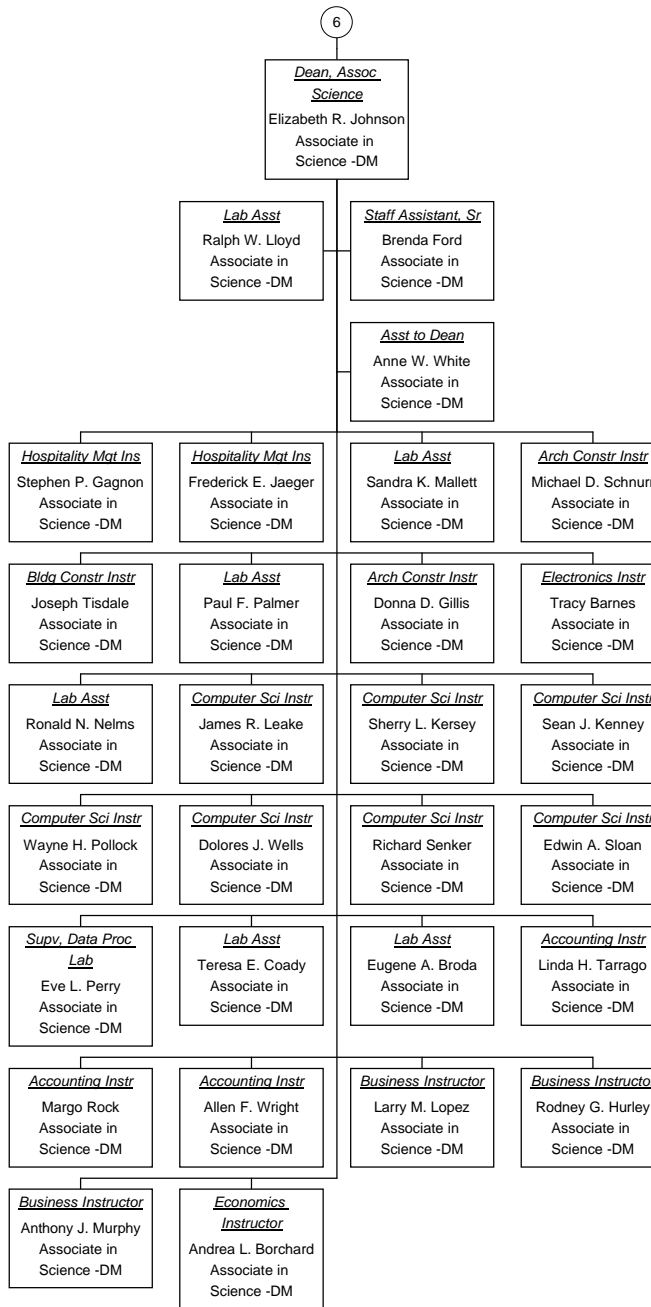 6
Dean, Assoc
Science
Elizabeth R. Johnson
Associate in
Science -DM
Lab Asst
Ralph W. Lloyd
Associate in
Science -DM
Staff Assistant, Sr
Brenda Ford
Associate in
Science -DM
Asst to Dean
Anne W. White
Associate in
Science -DM
Hospitality Mgt Ins
Stephen P. Gagnon
Associate in
Science -DM
Hospitality Mgt Ins
Frederick E. Jaeger
Associate in
Science -DM
Lab Asst
Sandra K. Mallett
Associate in
Science -DM
Arch Constr Instr
Michael D. Schnurr
Associate in
Science -DM
Bldg Constr Instr
Joseph Tisdale
Associate in
Science -DM
Lab Asst
Paul F. Palmer
Associate in
Science -DM
Arch Constr Instr
Donna D. Gillis
Associate in
Science -DM
Electronics Instr
Tracy Barnes
Associate in
Science -DM
Lab Asst
Ronald N. Nelms
Associate in
Science -DM
Computer Sci Instr
James R. Leake
Associate in
Science -DM
Computer Sci Instr
Sherry L. Kersey
Associate in
Science -DM
Computer Sci Instr
Sean J. Kenney
Associate in
Science -DM
Computer Sci Instr
Wayne H. Pollock
Associate in
Science -DM
Computer Sci Instr
Dolores J. Wells
Associate in
Science -DM
Computer Sci Instr
Richard Senker
Associate in
Science -DM
Computer Sci Instr
Edwin A. Sloan
Associate in
Science -DM
Supv, Data Proc
Lab
Eve L. Perry
Associate in
Science -DM
Lab Asst
Teresa E. Coady
Associate in
Science -DM
Lab Asst
Eugene A. Broda
Associate in
Science -DM
Accounting Instr
Linda H. Tarrago
Associate in
Science -DM
Accounting Instr
Margo Rock
Associate in
Science -DM
Accounting Instr
Allen F. Wright
Associate in
Science -DM
Business Instructor
Larry M. Lopez
Associate in
Science -DM
Business Instructor
Rodney G. Hurley
Associate in
Science -DM
Business Instructor
Anthony J. Murphy
Associate in
Science -DM
Economics
Instructor
Andrea L. Borchard
Associate in
Science -DM